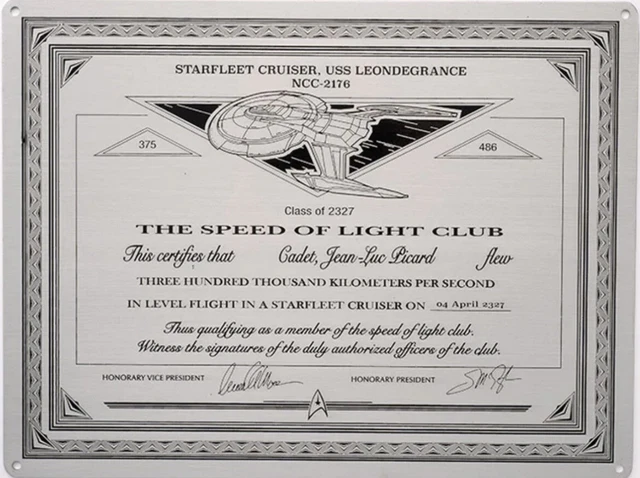 STARFLEET CRUISER, USS LEONDEGRANCE
NCC-2176
375
486
Class of 2327
THE SPEED OF LIGHT CLUB
This certifies that Cadet, Jean-Luc Picard flew
THREE HUNDRED THOUSAND KILOMETERS PER SECOND
IN LEVEL FLIGHT IN A STARFLEET CRUISER ON 04 April 2327
Thus qualifying as a member of the speed of light club.
Witness the signatures of the duly authorized officers of the club.
HONORARY VICE PRESIDENT HONORARY PRESIDENT